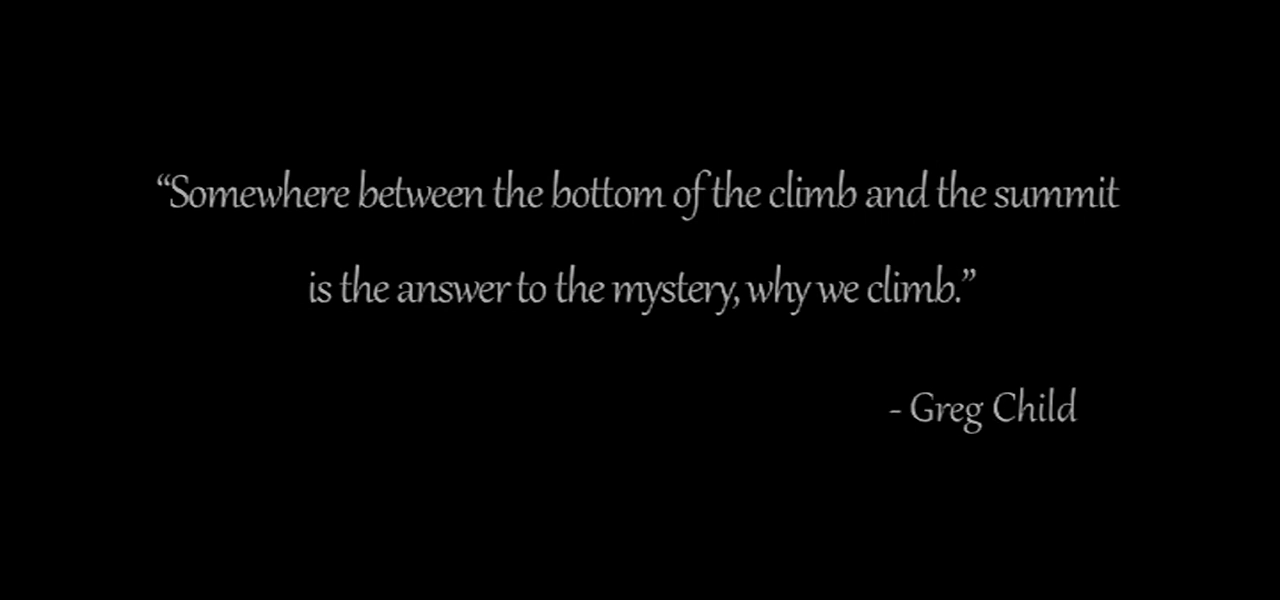 “Somewhere between the bottom of the climb and the summit
is the answer to the mystery, why we climb.”
- Greg Child